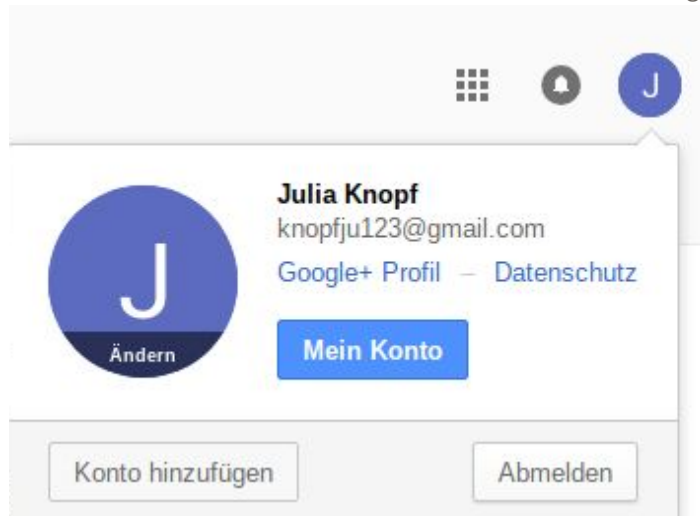 J
Julia Knopf
knopfju123@gmail.com
Google+ Profil – Datenschutz
J
Ändern
Mein Konto
Konto hinzufügen
Abmelden